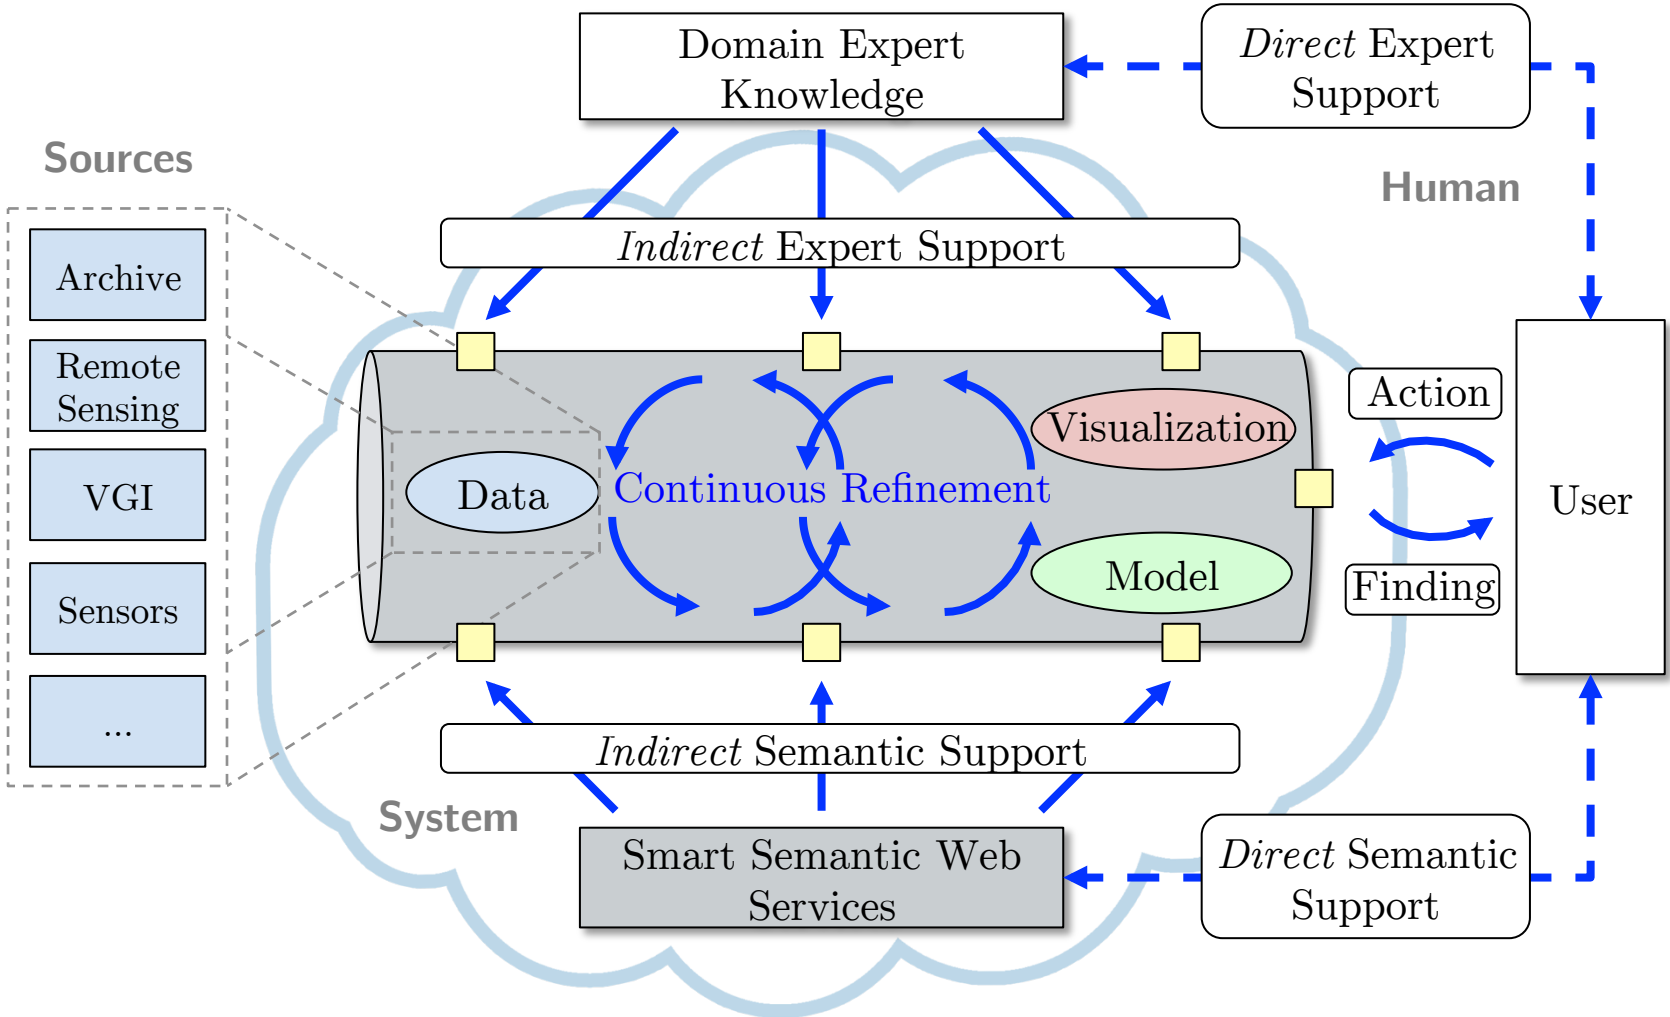 Domain Expert
Knowledge
Direct Expert
Support
Sources
Human
Indirect Expert Support
Archive
Remote
Sensing
VGI
Sensors
...
Data
Continuous Refinement
Visualization
Model
Action
Finding
User
Indirect Semantic Support
System
Smart Semantic Web
Services
Direct Semantic
Support